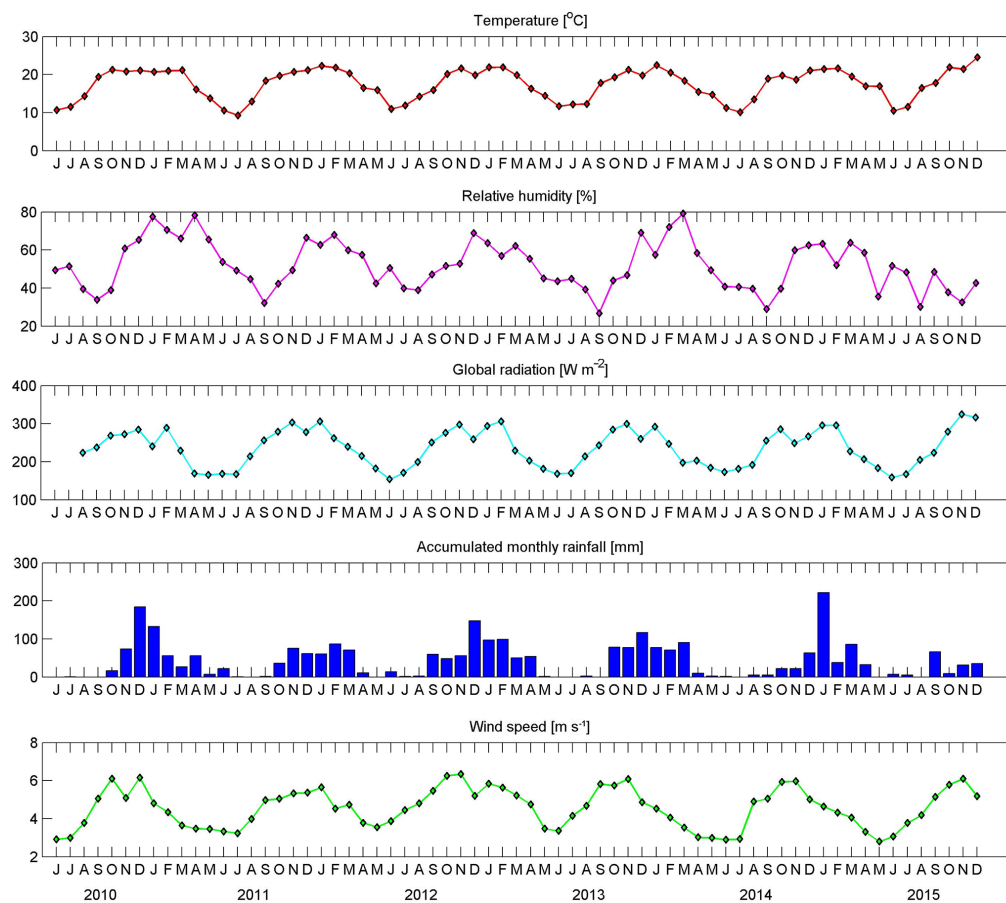 Temperature [°C]
30
20
10
0
J J A S O N D J F M A M J J A S O N D J F M A M J J A S O N D J F M A M J J A S O N D J F M A M J J A S O N D J F M A M J J A S O N D
Relative humidity [%]
80
60
40
20
J J A S O N D J F M A M J J A S O N D J F M A M J J A S O N D J F M A M J J A S O N D J F M A M J J A S O N D J F M A M J J A S O N D
Global radiation [W m⁻²]
400
300
200
100
J J A S O N D J F M A M J J A S O N D J F M A M J J A S O N D J F M A M J J A S O N D J F M A M J J A S O N D J F M A M J J A S O N D
Accumulated monthly rainfall [mm]
300
200
100
0
J J A S O N D J F M A M J J A S O N D J F M A M J J A S O N D J F M A M J J A S O N D J F M A M J J A S O N D J F M A M J J A S O N D
Wind speed [m s⁻¹]
8
6
4
2
J J A S O N D J F M A M J J A S O N D J F M A M J J A S O N D J F M A M J J A S O N D J F M A M J J A S O N D J F M A M J J A S O N D
2010 2011 2012 2013 2014 2015